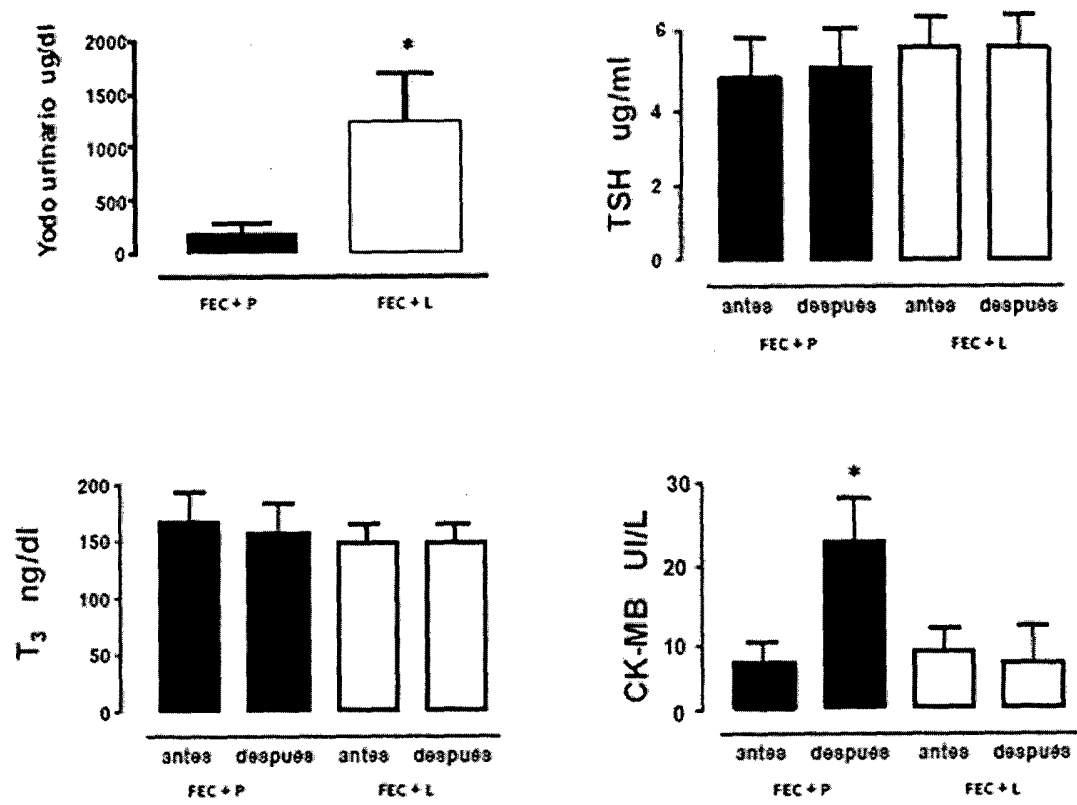 Yodo urinario ug/dl
2000
1500
1000
500
0
*
FEC + P FEC + L
TSH ug/ml
6
4
2
0
antes después antes después
FEC + P FEC + L
T3 ng/dl
200
150
100
50
0
antes después antes después
FEC + P FEC + L
CK-MB UI/L
30
20
10
0
*
antes después antes después
FEC + P FEC + L